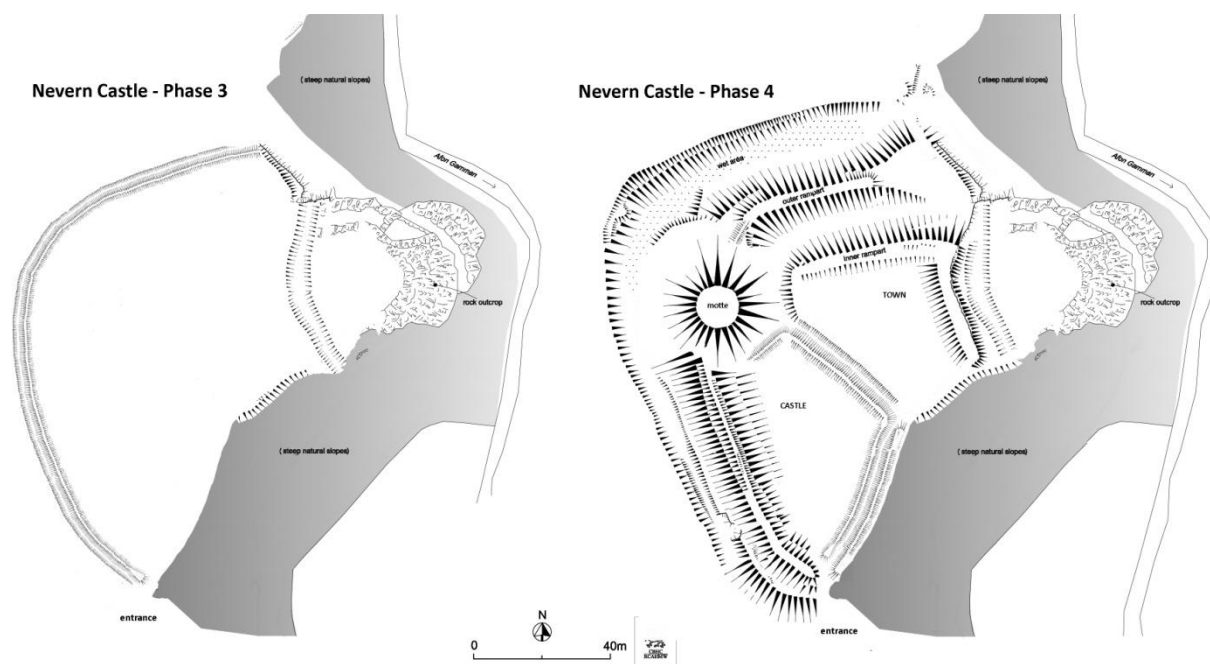 Nevern Castle - Phase 3
( steep natural slopes)
Afon Gamman
rock outcrop
( steep natural slopes)
entrance
Nevern Castle - Phase 4
( steep natural slopes)
Afon Gamman
wet area
outer rampart
inner rampart
motte
TOWN
rock outcrop
CASTLE
( steep natural slopes)
entrance
N
0 40m
CBHC
RCAHMW